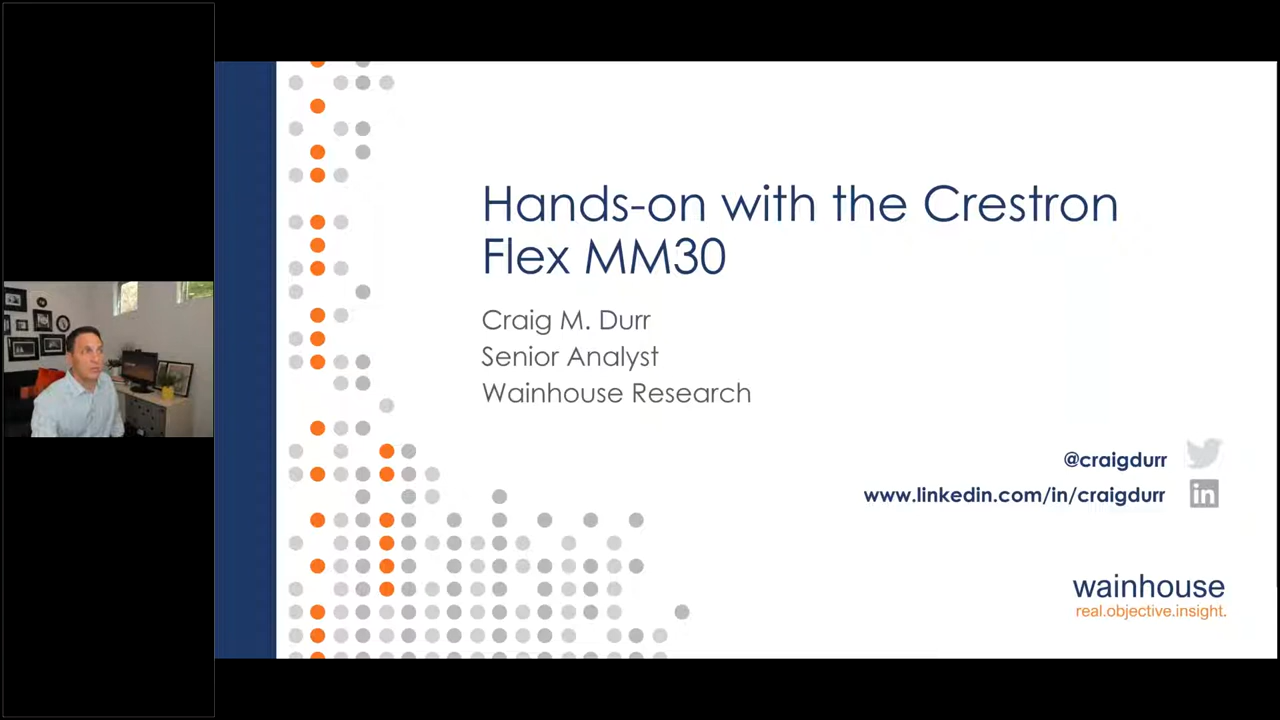 Hands-on with the Crestron
Flex MM30
Craig M. Durr
Senior Analyst
Wainhouse Research
@craigdurr
www.linkedin.com/in/craigdurr
in
wainhouse
real.objective.insight.